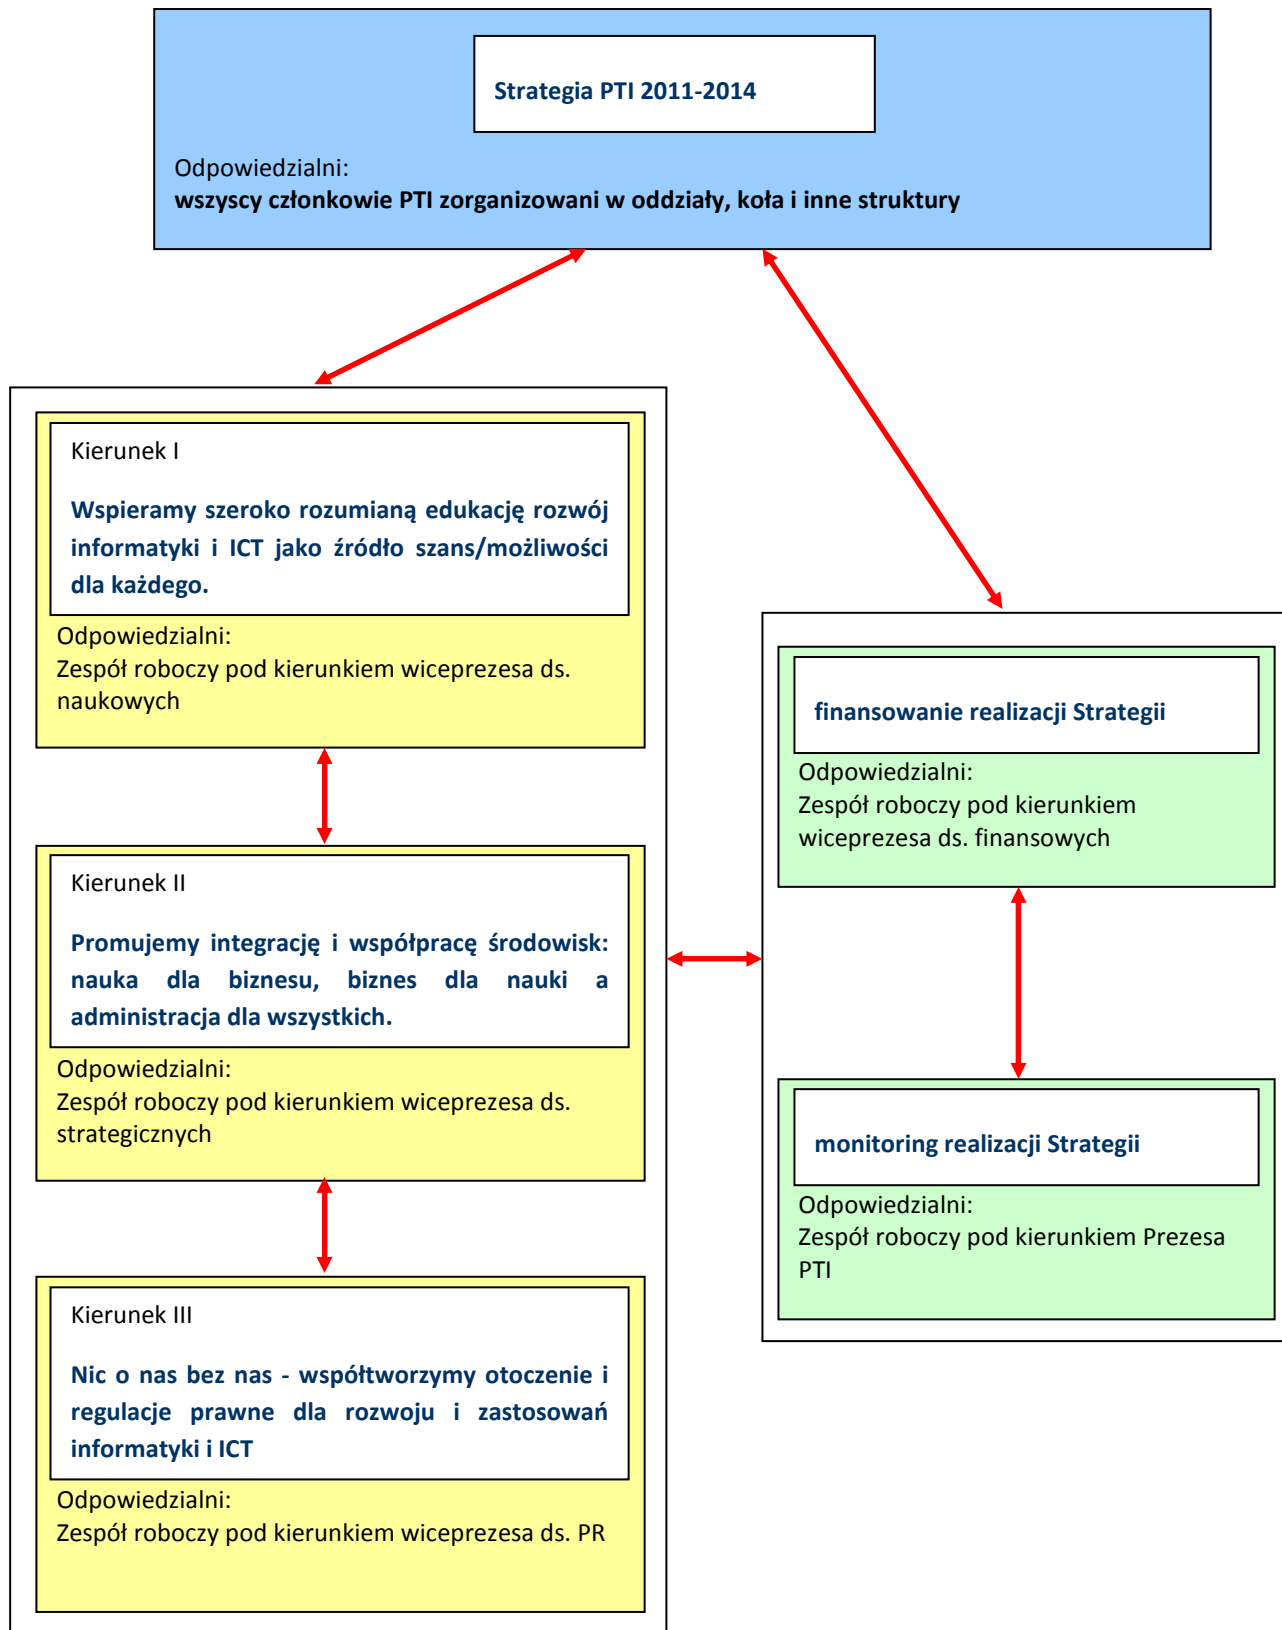 Strategia PTI 2011-2014
Odpowiedzialni:
wszyscy członkowie PTI zorganizowani w oddziały, koła i inne struktury
Kierunek I
Wspieramy szeroko rozumianą edukację rozwój
informatyki i ICT jako źródło szans/możliwości
dla każdego.
Odpowiedzialni:
Zespół roboczy pod kierunkiem wiceprezesa ds.
naukowych
Kierunek II
Promujemy integrację i współpracę środowisk:
nauka dla biznesu, biznes dla nauki a
administracja dla wszystkich.
Odpowiedzialni:
Zespół roboczy pod kierunkiem wiceprezesa ds.
strategicznych
Kierunek III
Nic o nas bez nas - współtworzymy otoczenie i
regulacje prawne dla rozwoju i zastosowań
informatyki i ICT
Odpowiedzialni:
Zespół roboczy pod kierunkiem wiceprezesa ds. PR
finansowanie realizacji Strategii
Odpowiedzialni:
Zespół roboczy pod kierunkiem
wiceprezesa ds. finansowych
monitoring realizacji Strategii
Odpowiedzialni:
Zespół roboczy pod kierunkiem Prezesa
PTI